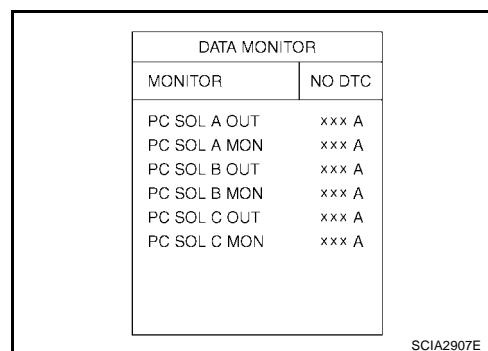 DATA MONITOR
MONITOR NO DTC
PC SOL A OUT xxx A
PC SOL A MON xxx A
PC SOL B OUT xxx A
PC SOL B MON xxx A
PC SOL C OUT xxx A
PC SOL C MON xxx A
SCIA2907E